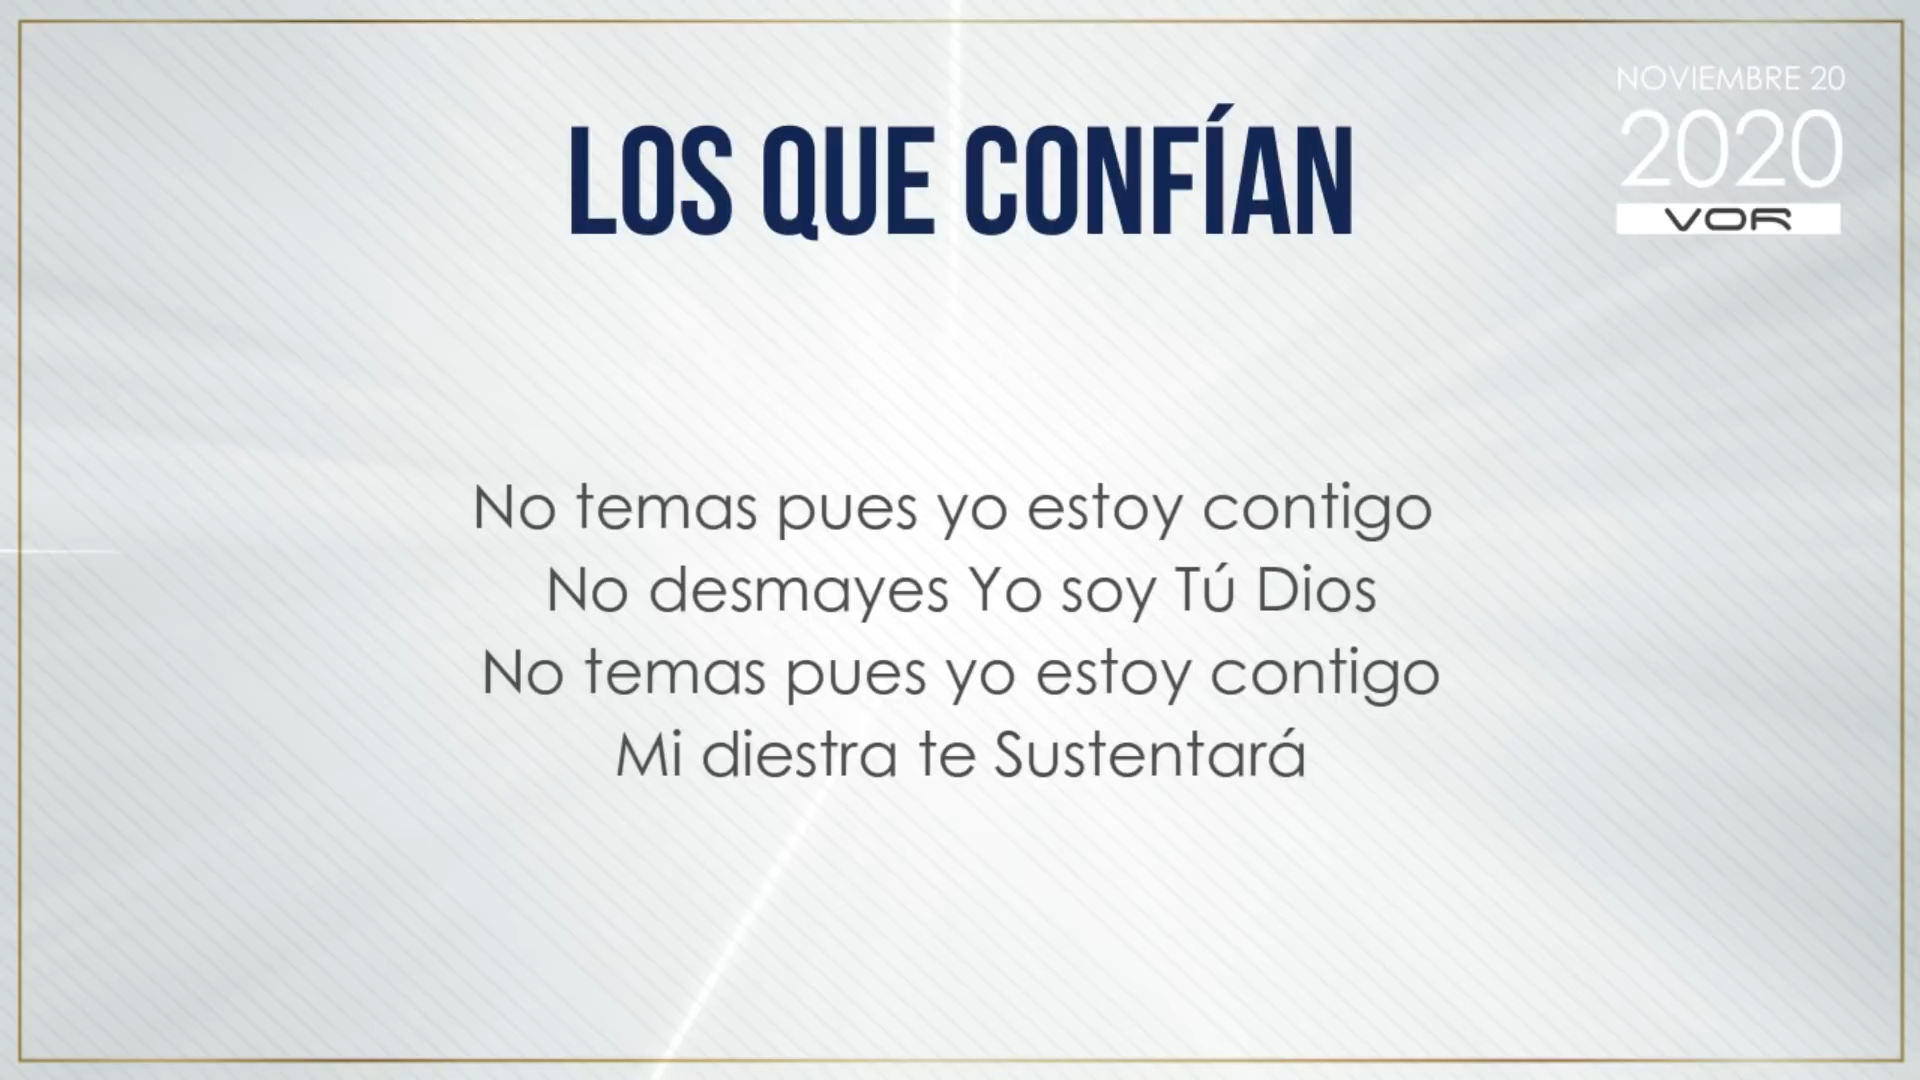 LOS QUE CONFÍAN
NOVIEMBRE 20
2020
VOR
No temas pues yo estoy contigo
No desmayes Yo soy Tú Dios
No temas pues yo estoy contigo
Mi diestra te Sustentará